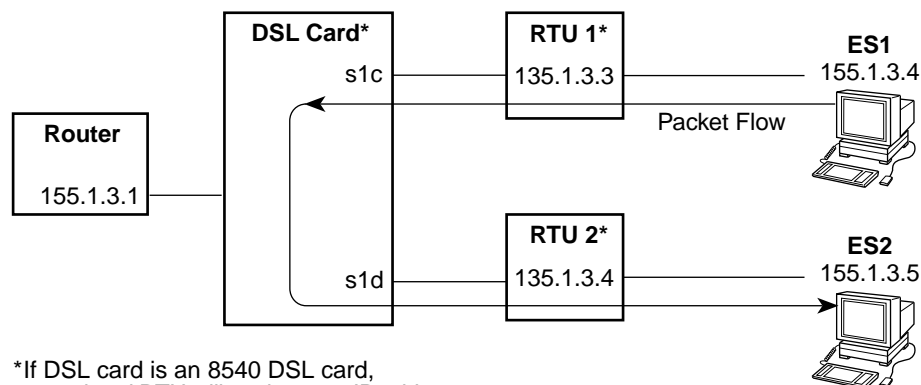 DSL Card*
RTU 1*
ES1
s1c
135.1.3.3
155.1.3.4
Packet Flow
Router
155.1.3.1
RTU 2*
ES2
s1d
135.1.3.4
155.1.3.5
*If DSL card is an 8540 DSL card,